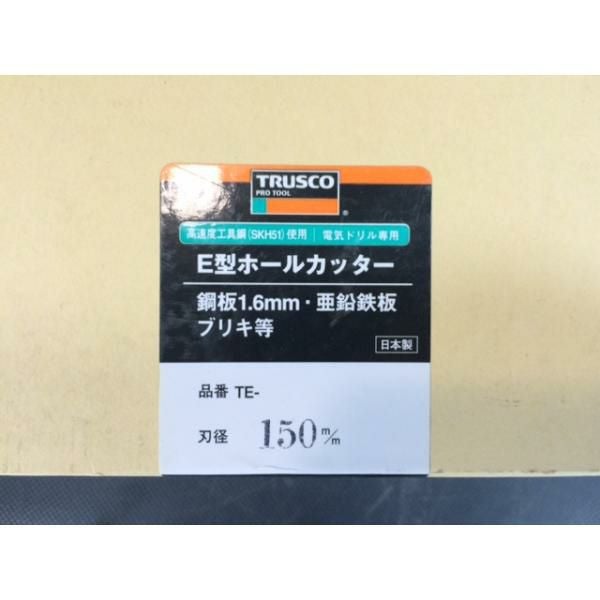 TRUSCO
PRO TOOL
®
高速度工具鋼(SKH51)使用 | 電気ドリル専用
E型ホールカッター
鋼板1.6mm・亜鉛鉄板
ブリキ等
日本製
品番 TE-
刃径 150m/m